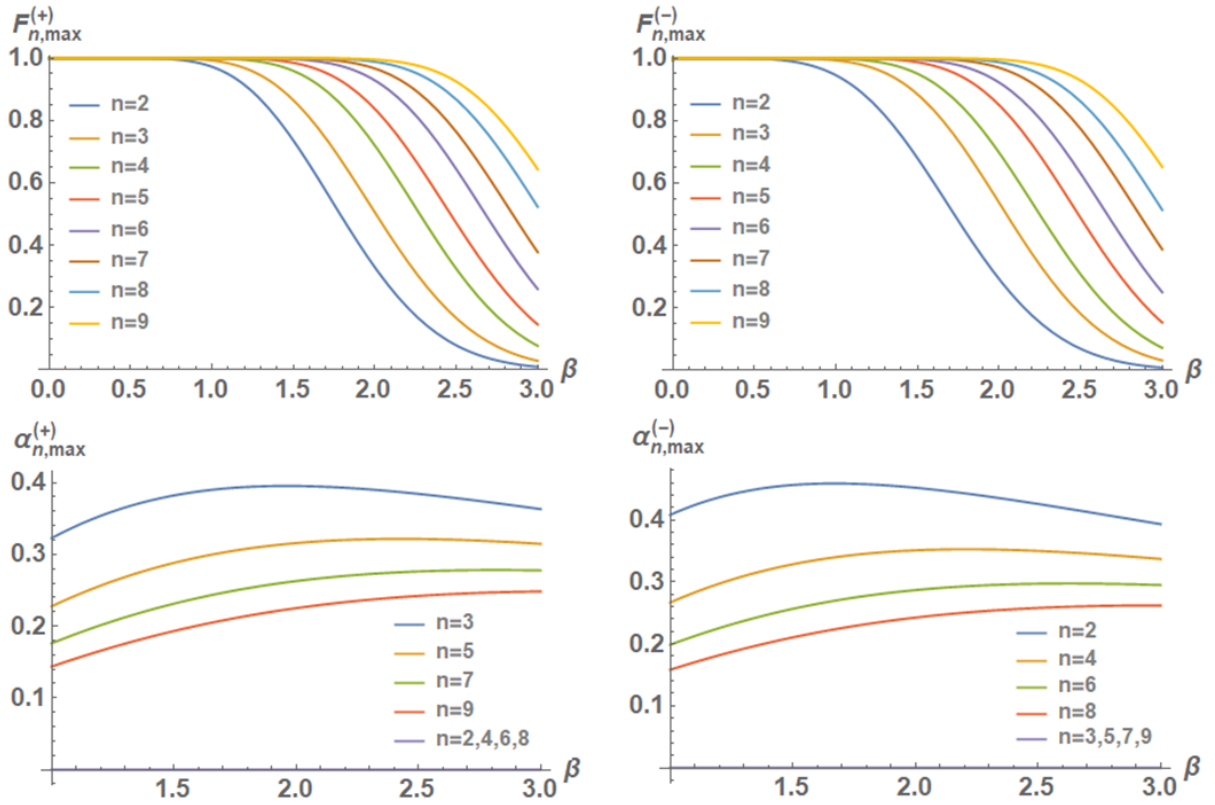 F_{n,max}^{(+)}
1.0
0.8
0.6
0.4
0.2
n=2
n=3
n=4
n=5
n=6
n=7
n=8
n=9
0.0 0.5 1.0 1.5 2.0 2.5 3.0 β
F_{n,max}^{(-)}
1.0
0.8
0.6
0.4
0.2
n=2
n=3
n=4
n=5
n=6
n=7
n=8
n=9
0.0 0.5 1.0 1.5 2.0 2.5 3.0 β
α_{n,max}^{(+)}
0.4
0.3
0.2
0.1
n=3
n=5
n=7
n=9
n=2,4,6,8
1.5 2.0 2.5 3.0 β
α_{n,max}^{(-)}
0.4
0.3
0.2
0.1
n=2
n=4
n=6
n=8
n=3,5,7,9
1.5 2.0 2.5 3.0 β